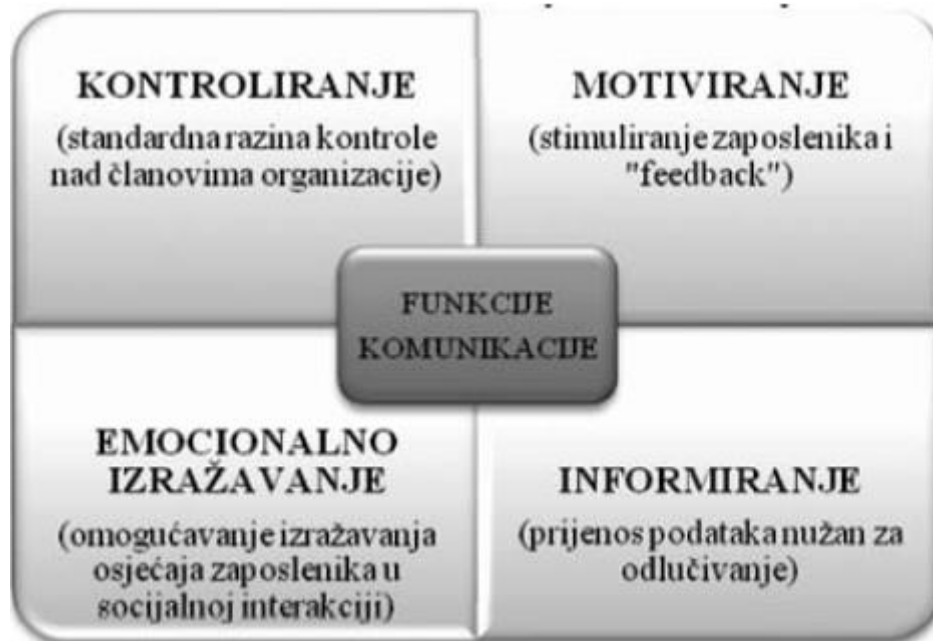 KONTROLIRANJE
(standardna razina kontrole
nad članovima organizacije)
MOTIVIRANJE
(stimuliranje zaposlenika i
"feedback")
FUNKCIJE
KOMUNIKACIJE
EMOCIONALNO
IZRAŽAVANJE
(omogućavanje izražavanja
osjećaja zaposlenika u
socijalnoj interakciji)
INFORMIRANJE
(prijenos podataka nužan za
odlučivanje)